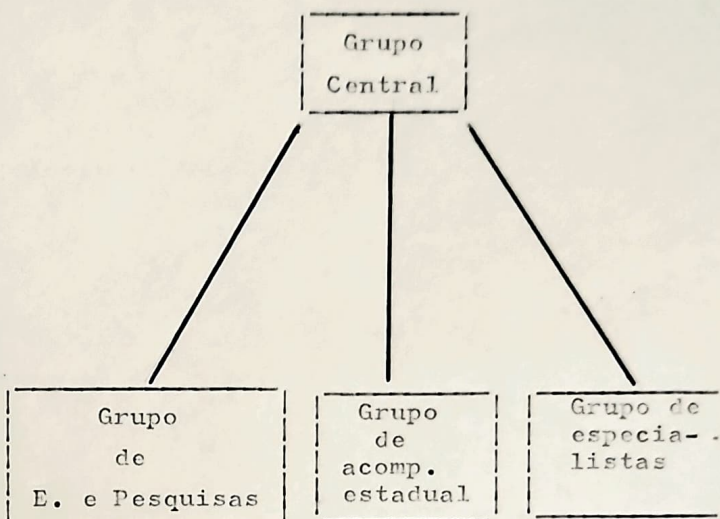 Grupo
Central
Grupo
de
E. e Pesquisas
Grupo
de
acomp.
estadual
Grupo de
especia-
listas